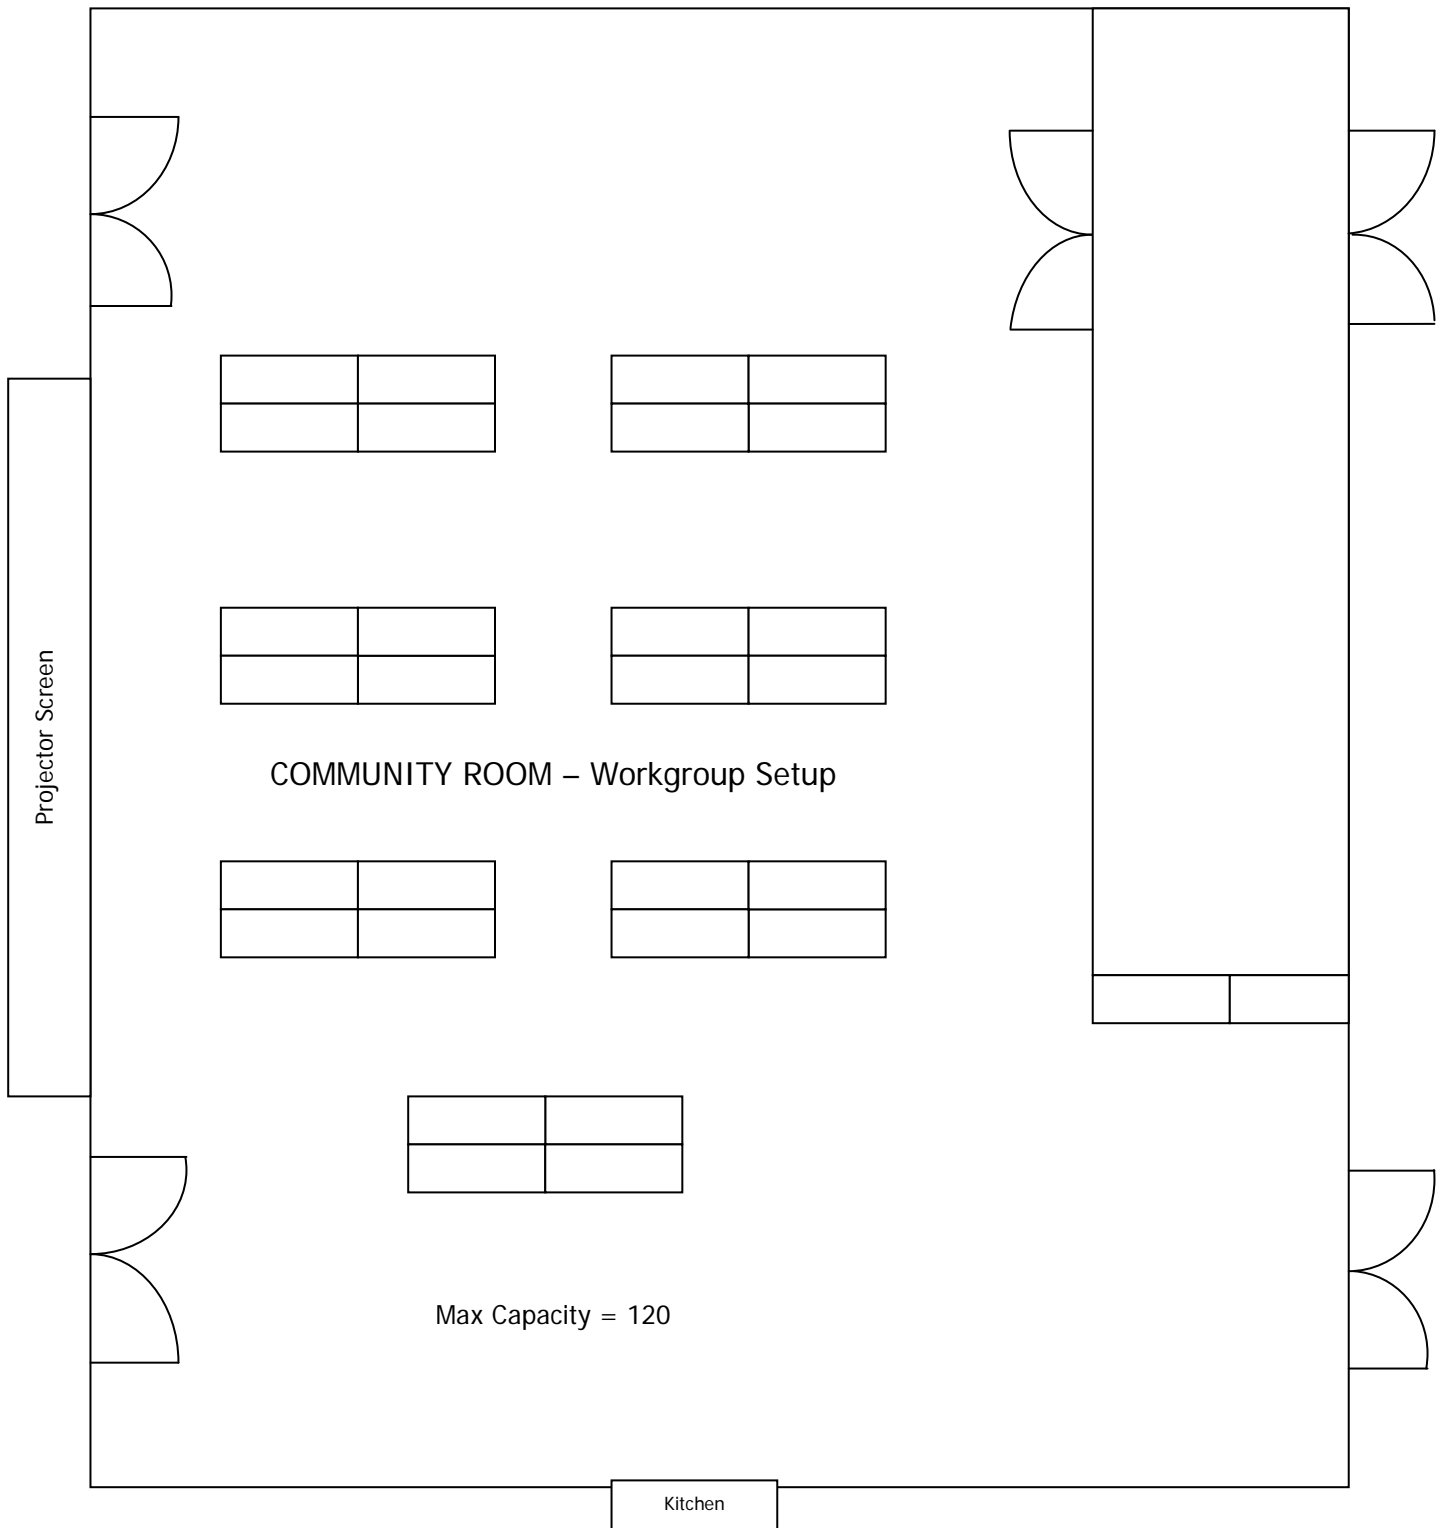 Projector Screen
COMMUNITY ROOM – Workgroup Setup
Max Capacity = 120
Kitchen